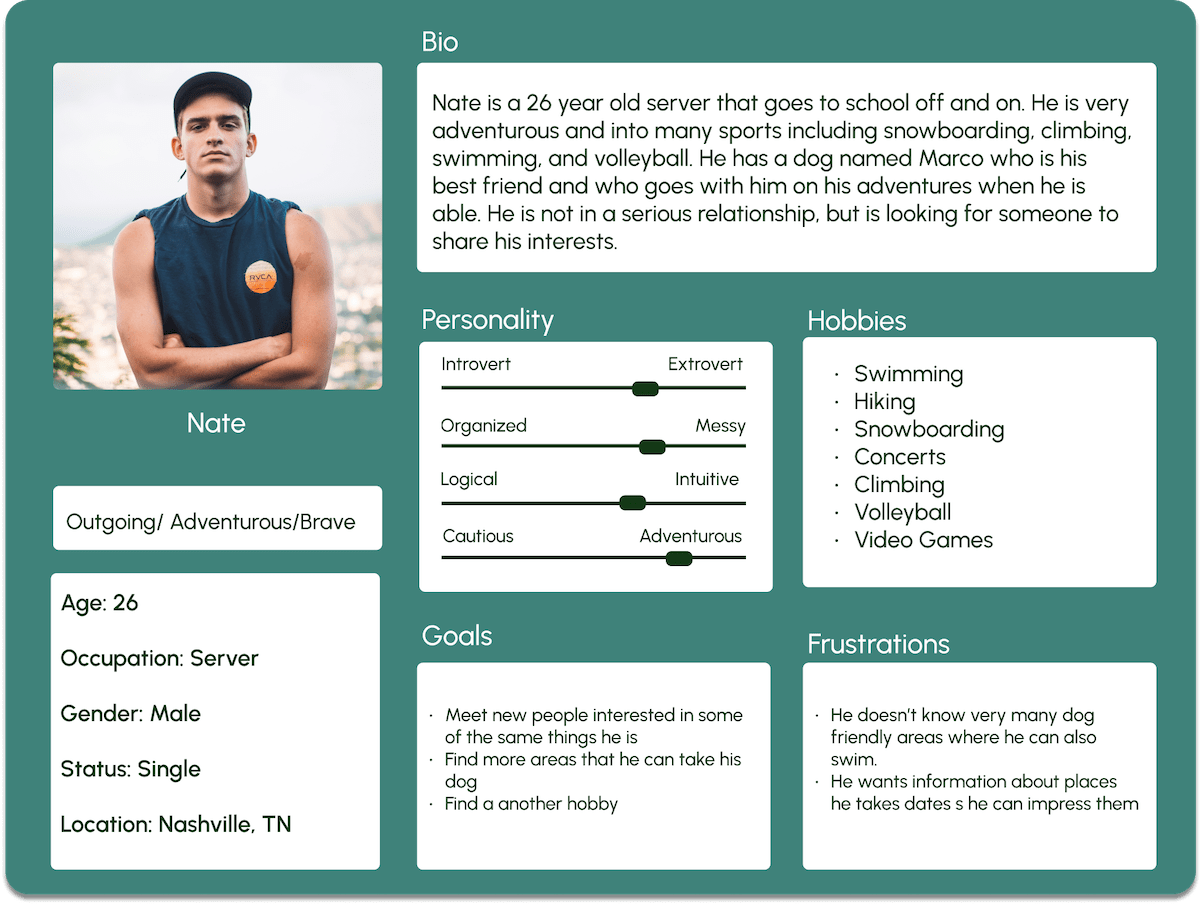 Bio
Nate is a 26 year old server that goes to school off and on. He is very
adventurous and into many sports including snowboarding, climbing,
swimming, and volleyball. He has a dog named Marco who is his
best friend and who goes with him on his adventures when he is
able. He is not in a serious relationship, but is looking for someone to
share his interests.
RVCA
Nate
Outgoing/ Adventurous/Brave
Age: 26
Occupation: Server
Gender: Male
Status: Single
Location: Nashville, TN
Personality
Introvert Extrovert
Organized Messy
Logical Intuitive
Cautious Adventurous
Hobbies
· Swimming
· Hiking
· Snowboarding
· Concerts
· Climbing
· Volleyball
· Video Games
Goals
· Meet new people interested in some
of the same things he is
· Find more areas that he can take his
dog
· Find a another hobby
Frustrations
· He doesn't know very many dog
friendly areas where he can also
swim.
· He wants information about places
he takes dates s he can impress them